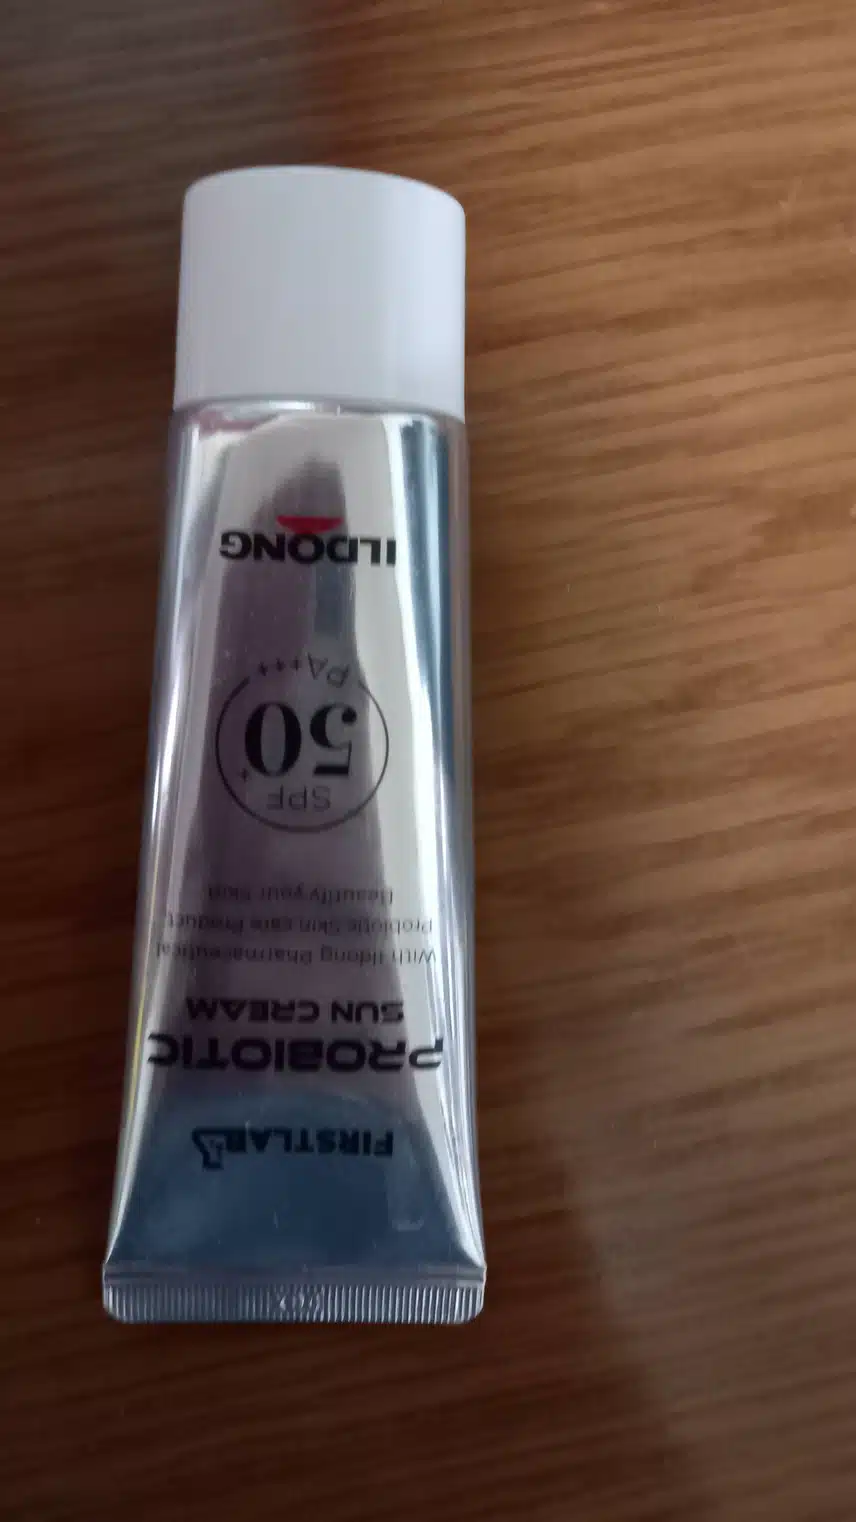 FIRSTLAB
PROBIOTIC
SUN CREAM
With Ildong Pharmaceutical
Probiotic Skin care Product
Beautify your Skin
SPF
50+
PA+++
ILDONG